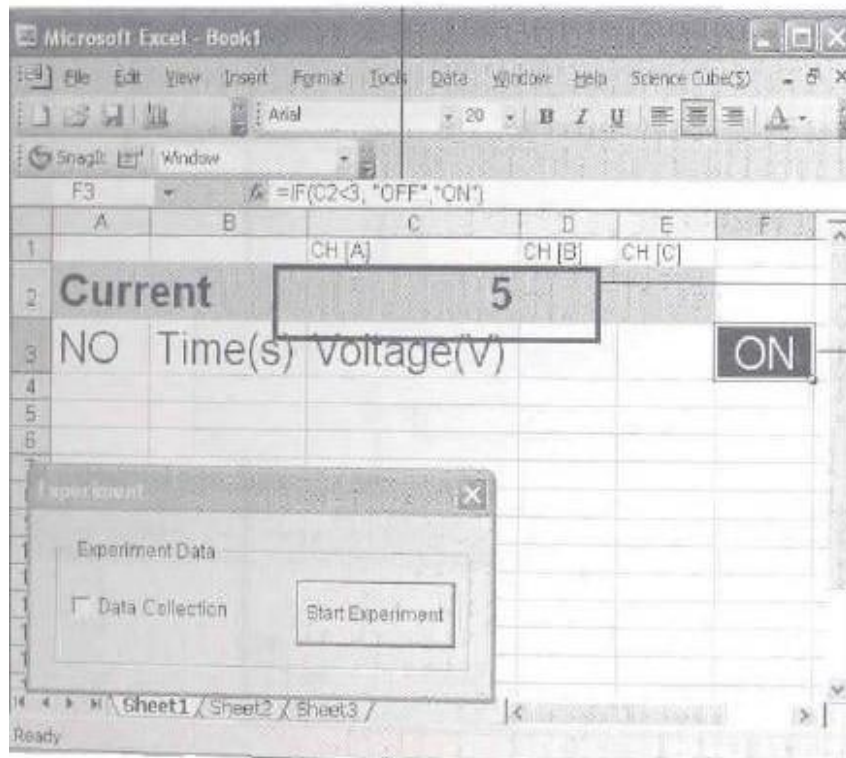 Microsoft Excel - Book1
File Edit View Insert Format Tools Data Window Help Science Cube(S)
Arial 20 B I U A
SnagIt Window
F3 fx =IF(C2<3, "OFF","ON")
A B C D E F
1 CH [A] CH [B] CH [C]
2 Current 5
3 NO Time(s) Voltage(V) ON
4
5
6
Experiment
Experiment Data
Data Collection Start Experiment
Sheet1 / Sheet2 / Sheet3 /
Ready